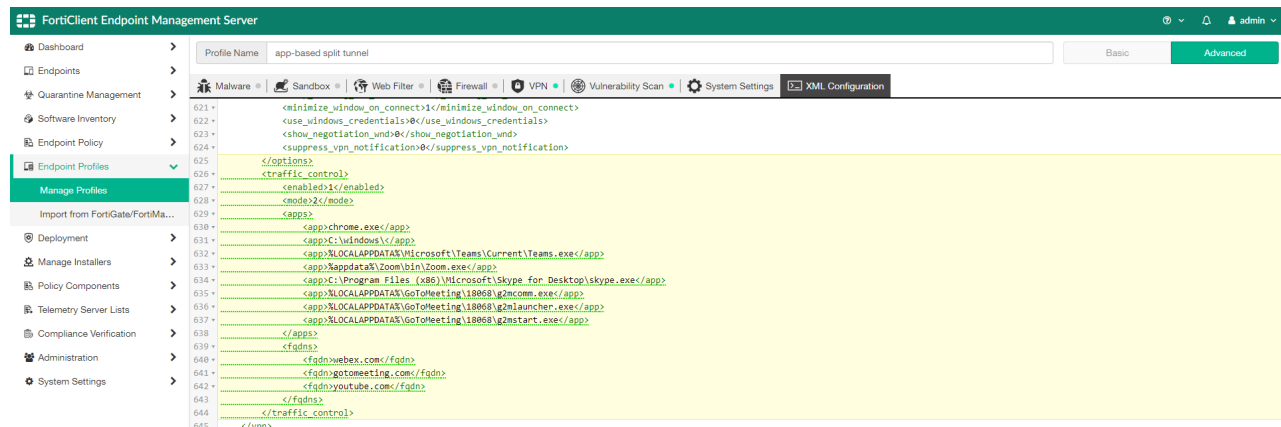 FortiClient Endpoint Management Server
admin
Dashboard
Endpoints
Quarantine Management
Software Inventory
Endpoint Policy
Endpoint Profiles
Manage Profiles
Import from FortiGate/FortiMa...
Deployment
Manage Installers
Policy Components
Telemetry Server Lists
Compliance Verification
Administration
System Settings
Profile Name app-based split tunnel Basic Advanced
Malware Sandbox Web Filter Firewall VPN Vulnerability Scan System Settings XML Configuration
621 <minimize_window_on_connect>1</minimize_window_on_connect>
622 <use_windows_credentials>0</use_windows_credentials>
623 <show_negotiation_wnd>0</show_negotiation_wnd>
624 <suppress_vpn_notification>0</suppress_vpn_notification>
625 </options>
626 <traffic_control>
627 <enabled>1</enabled>
628 <mode>2</mode>
629 <apps>
630 <app>chrome.exe</app>
631 <app>C:\windows\</app>
632 <app>%LOCALAPPDATA%\Microsoft\Teams\Current\Teams.exe</app>
633 <app>%appdata%\Zoom\bin\Zoom.exe</app>
634 <app>C:\Program Files (x86)\Microsoft\Skype for Desktop\skype.exe</app>
635 <app>%LOCALAPPDATA%\GoToMeeting\18068\g2mcomm.exe</app>
636 <app>%LOCALAPPDATA%\GoToMeeting\18068\g2mlauncher.exe</app>
637 <app>%LOCALAPPDATA%\GoToMeeting\18068\g2mstart.exe</app>
638 </apps>
639 <fqdns>
640 <fqdn>webex.com</fqdn>
641 <fqdn>gotomeeting.com</fqdn>
642 <fqdn>youtube.com</fqdn>
643 </fqdns>
644 </traffic_control>
645 </vpn>